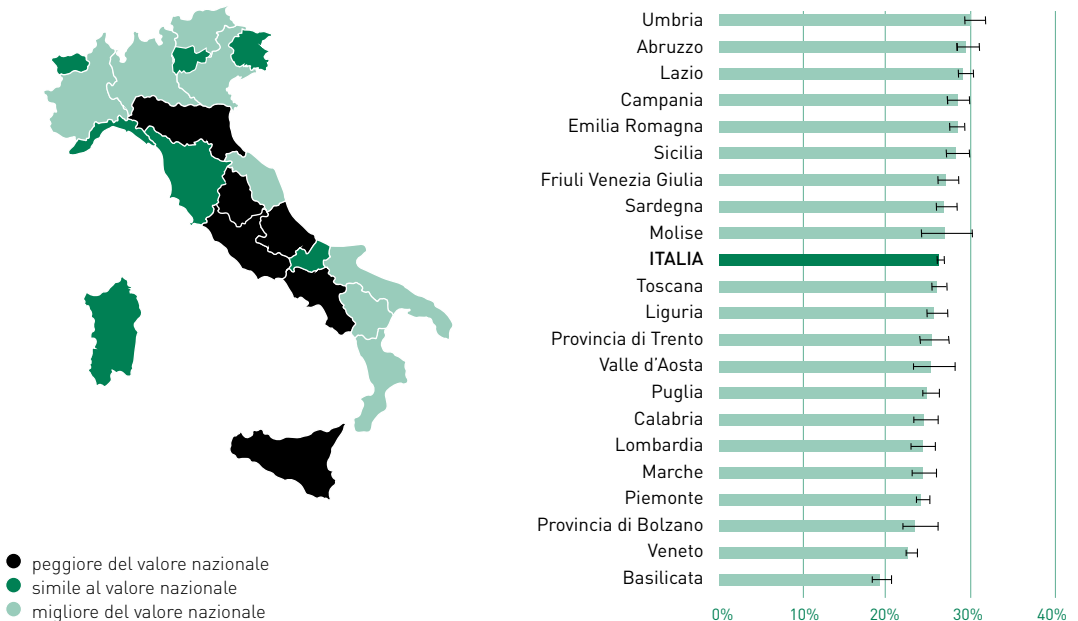 Umbria
Abruzzo
Lazio
Campania
Emilia Romagna
Sicilia
Friuli Venezia Giulia
Sardegna
Molise
ITALIA
Toscana
Liguria
Provincia di Trento
Valle d’Aosta
Puglia
Calabria
Lombardia
Marche
Piemonte
Provincia di Bolzano
Veneto
Basilicata
0% 10% 20% 30% 40%
peggiore del valore nazionale
simile al valore nazionale
migliore del valore nazionale